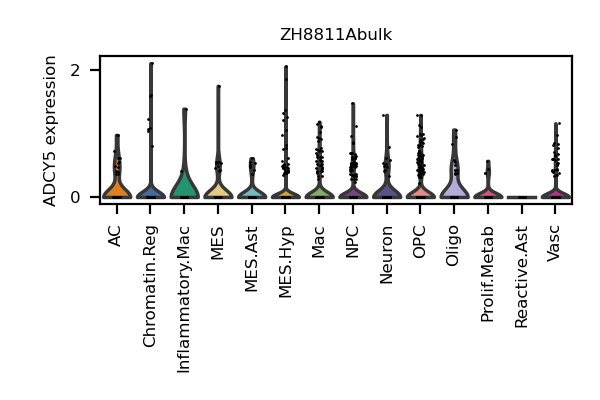 ZH8811Abulk
ADCY5 expression
2
0
AC
Chromatin.Reg
Inflammatory.Mac
MES
MES.Ast
MES.Hyp
Mac
NPC
Neuron
OPC
Oligo
Prolif.Metab
Reactive.Ast
Vasc